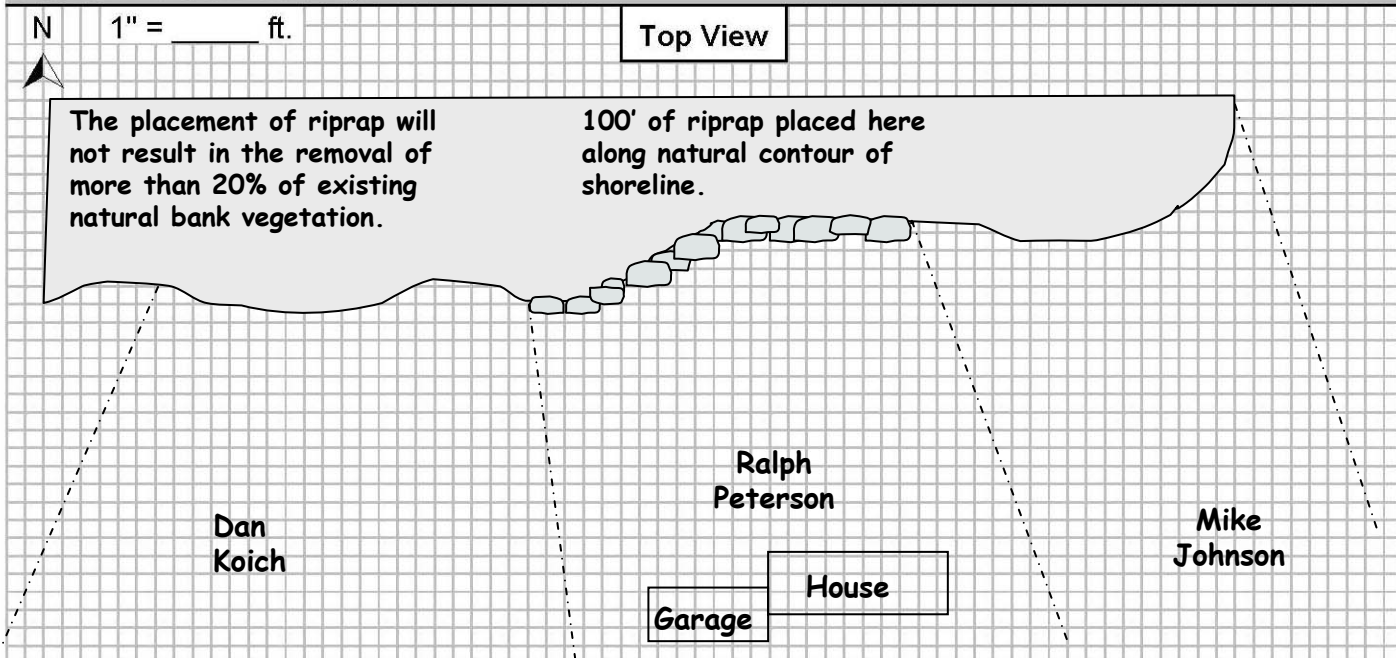 N 1" = ______ ft.
Top View
The placement of riprap will
not result in the removal of
more than 20% of existing
natural bank vegetation.
100' of riprap placed here
along natural contour of
shoreline.
Ralph
Peterson
Dan
Koich
Mike
Johnson
House
Garage